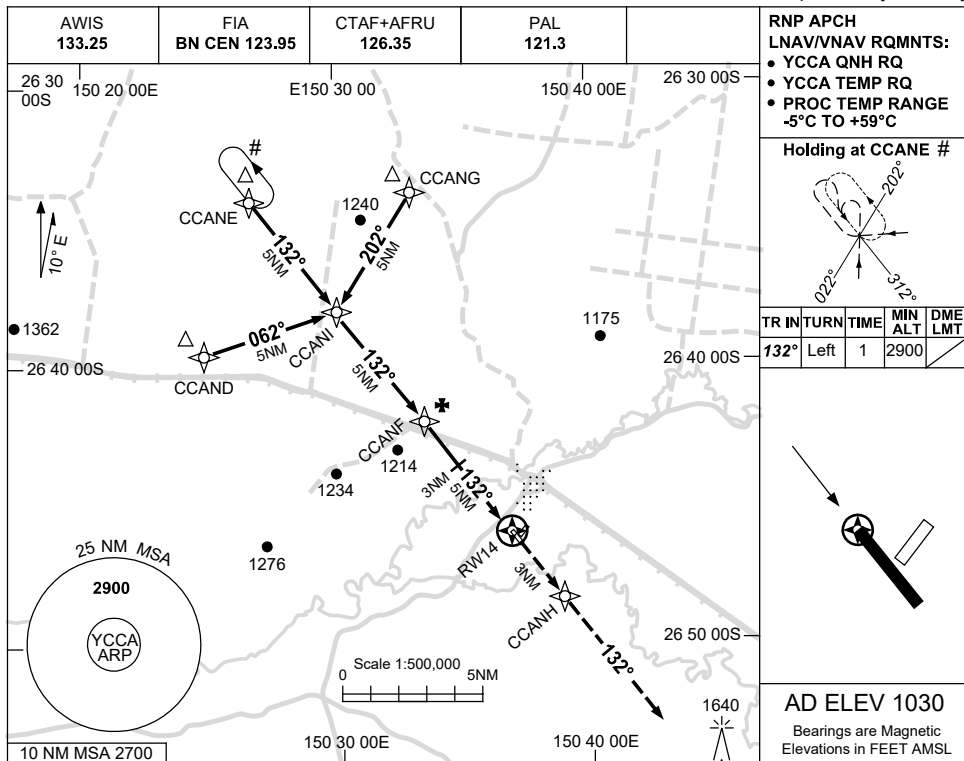 AWIS
133.25
FIA
BN CEN 123.95
CTAF+AFRU
126.35
PAL
121.3
RNP APCH
LNAV/VNAV RQMNTS:
• YCCA QNH RQ
• YCCA TEMP RQ
• PROC TEMP RANGE
-5°C TO +59°C
26 30
00S
150 20 00E
E150 30 00
150 40 00E
26 30 00S
#
CCANE
CCANG
1240
132°
5NM
202°
5NM
10° E
1362
062°
5NM
CCANI
CCAND
1175
26 40 00S
26 40 00S
132°
5NM
CCANF
1214
1234
3NM
132°
5NM
1276
RW14
3NM
CCANH
132°
26 50 00S
25 NM MSA
2900
YCCA
ARP
Scale 1:500,000
0
5NM
1640
10 NM MSA 2700
150 30 00E
150 40 00E
Holding at CCANE #
202°
022°
312°
TR IN TURN TIME MIN ALT DME LMT
132° Left 1 2900
AD ELEV 1030
Bearings are Magnetic
Elevations in FEET AMSL